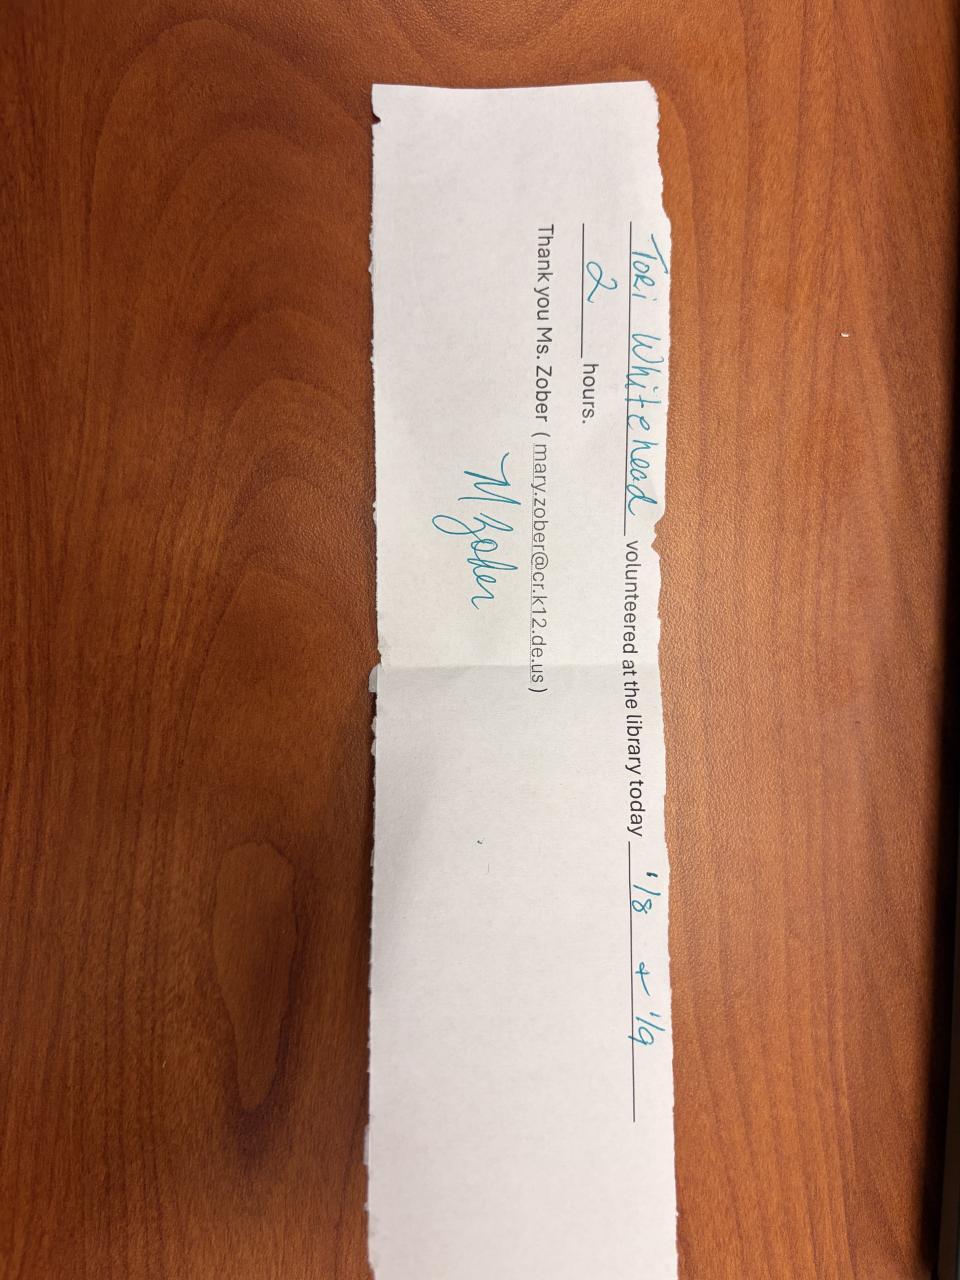 Tori Whitehead volunteered at the library today 1/8 & 1/9
2 hours.
Thank you Ms. Zober ( mary.zober@cr.k12.de.us )
MZober